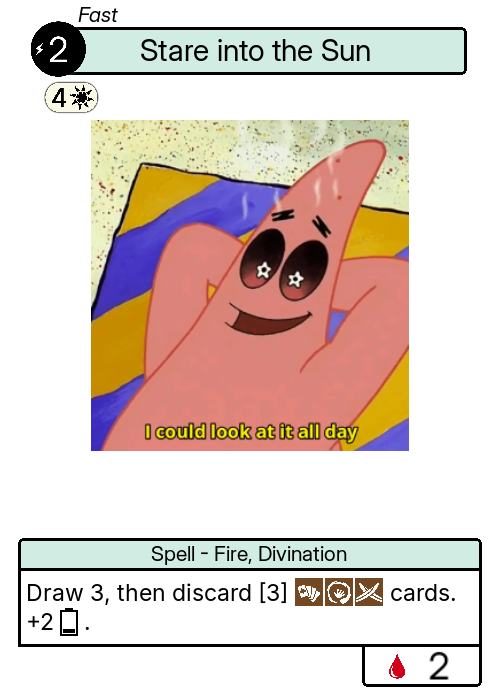 Fast
2
Stare into the Sun
4
I could look at it all day
Spell - Fire, Divination
Draw 3, then discard [3] cards.
+2 .
2